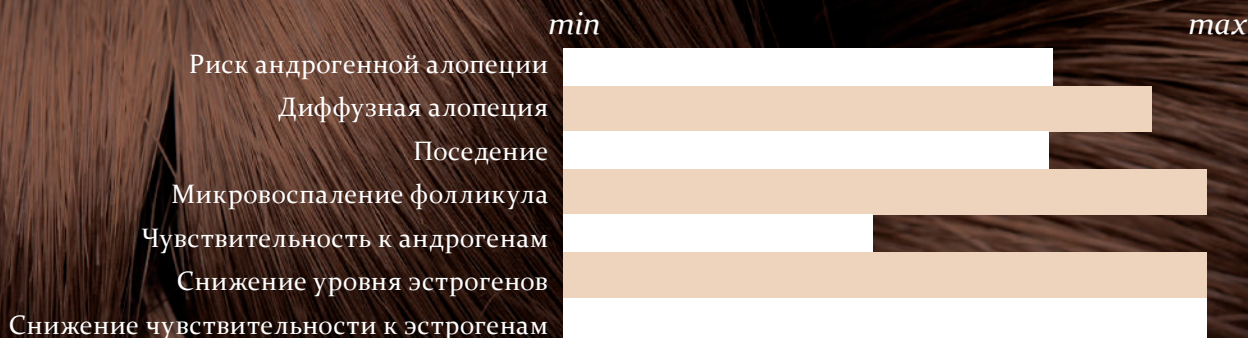 min max
Риск андрогенной алопеции
Диффузная алопеция
Поседение
Микровоспаление фолликула
Чувствительность к андрогенам
Снижение уровня эстрогенов
Снижение чувствительности к эстрогенам